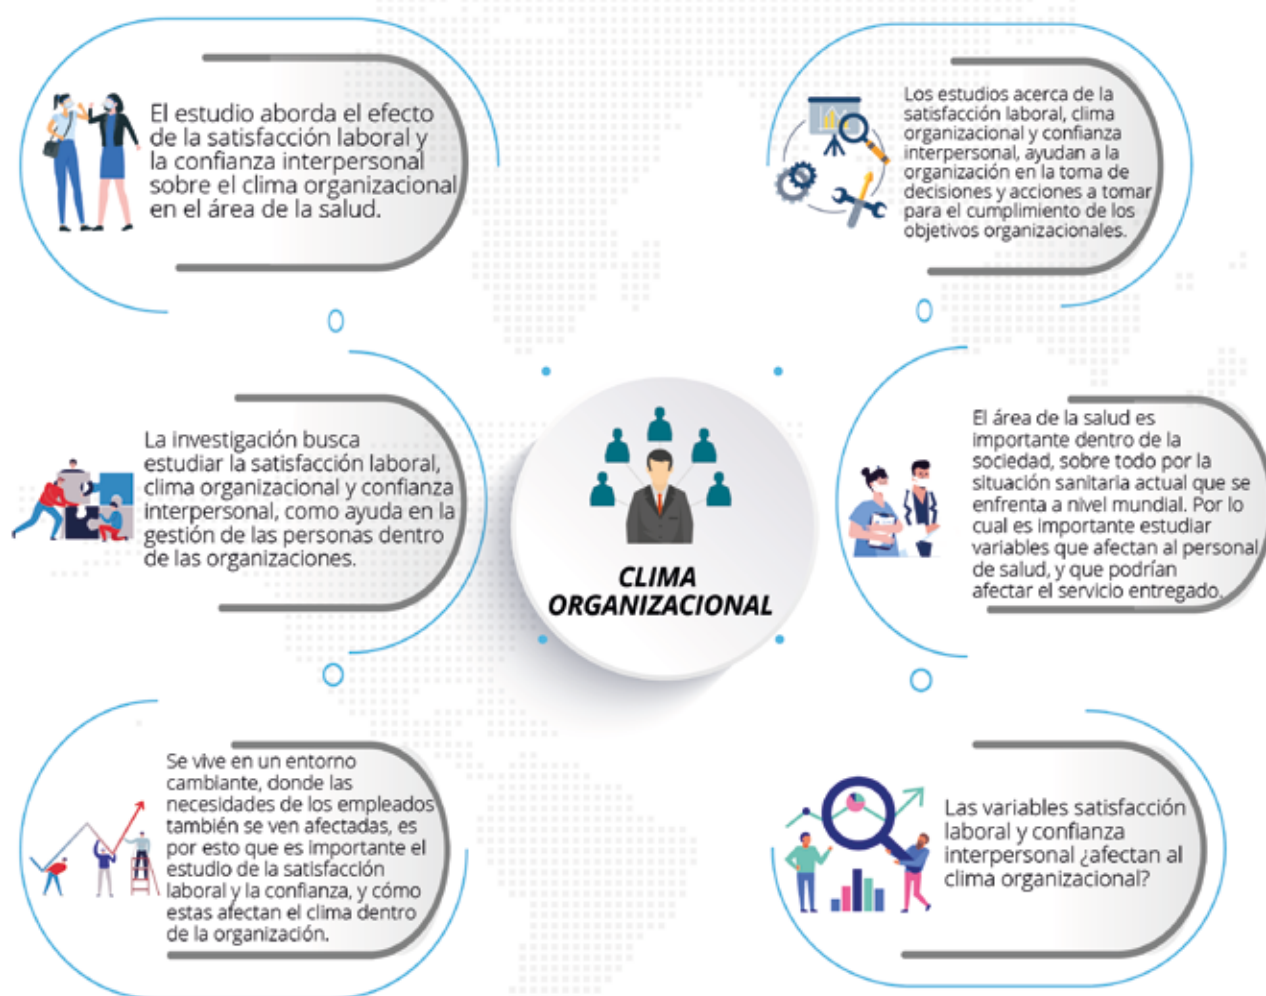 El estudio aborda el efecto
de la satisfacción laboral y
la confianza interpersonal
sobre el clima organizacional
en el área de la salud.
La investigación busca
estudiar la satisfacción laboral,
clima organizacional y confianza
interpersonal, como ayuda en la
gestión de las personas dentro
de las organizaciones.
Se vive en un entorno
cambiante, donde las
necesidades de los empleados
también se ven afectadas, es
por esto que es importante el
estudio de la satisfacción
laboral y la confianza, y cómo
estas afectan el clima dentro
de la organización.
CLIMA
ORGANIZACIONAL
Los estudios acerca de la
satisfacción laboral, clima
organizacional y confianza
interpersonal, ayudan a la
organización en la toma de
decisiones y acciones a tomar
para el cumplimiento de los
objetivos organizacionales.
El área de la salud es
importante dentro de la
sociedad, sobre todo por la
situación sanitaria actual que se
enfrenta a nivel mundial. Por lo
cual es importante estudiar
variables que afectan al personal
de salud, y que podrían
afectar el servicio entregado.
Las variables satisfacción
laboral y confianza
interpersonal ¿afectan al
clima organizacional?